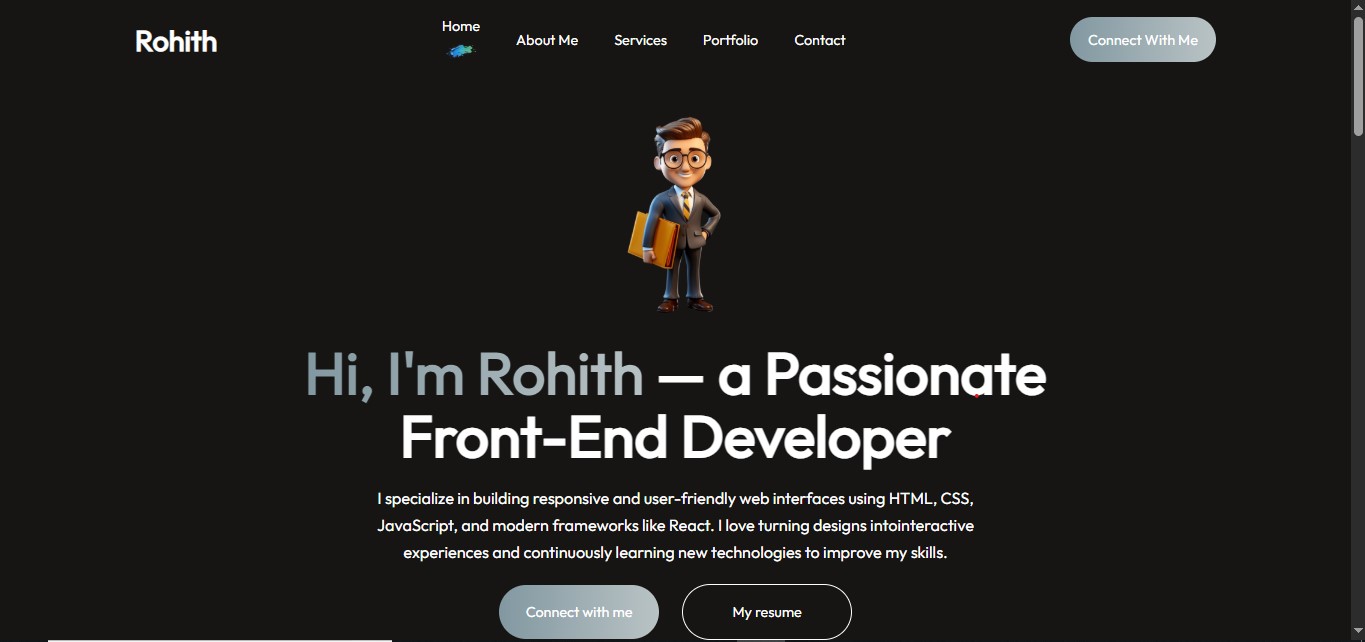 Rohith
Home
About Me
Services
Portfolio
Contact
Connect With Me
Hi, I'm Rohith — a Passionate
Front-End Developer
I specialize in building responsive and user-friendly web interfaces using HTML, CSS,
JavaScript, and modern frameworks like React. I love turning designs intointeractive
experiences and continuously learning new technologies to improve my skills.
Connect with me
My resume